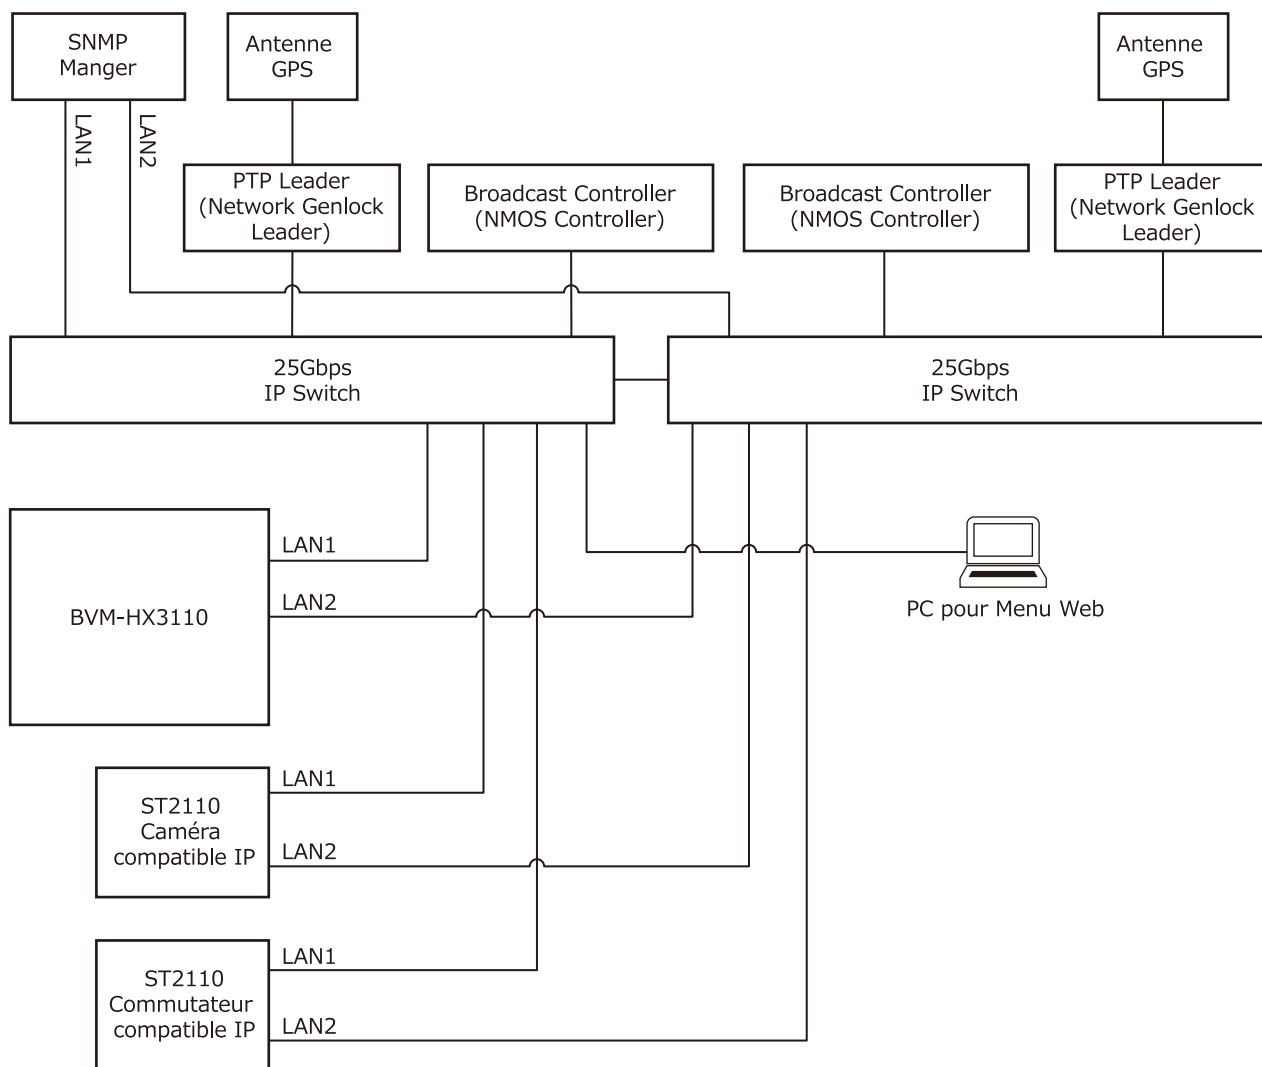 SNMP
Manger
Antenne
GPS
Antenne
GPS
LAN1
LAN2
PTP Leader
(Network Genlock
Leader)
Broadcast Controller
(NMOS Controller)
Broadcast Controller
(NMOS Controller)
PTP Leader
(Network Genlock
Leader)
25Gbps
IP Switch
25Gbps
IP Switch
BVM-HX3110
LAN1
LAN2
PC pour Menu Web
ST2110
Caméra
compatible IP
LAN1
LAN2
ST2110
Commutateur
compatible IP
LAN1
LAN2